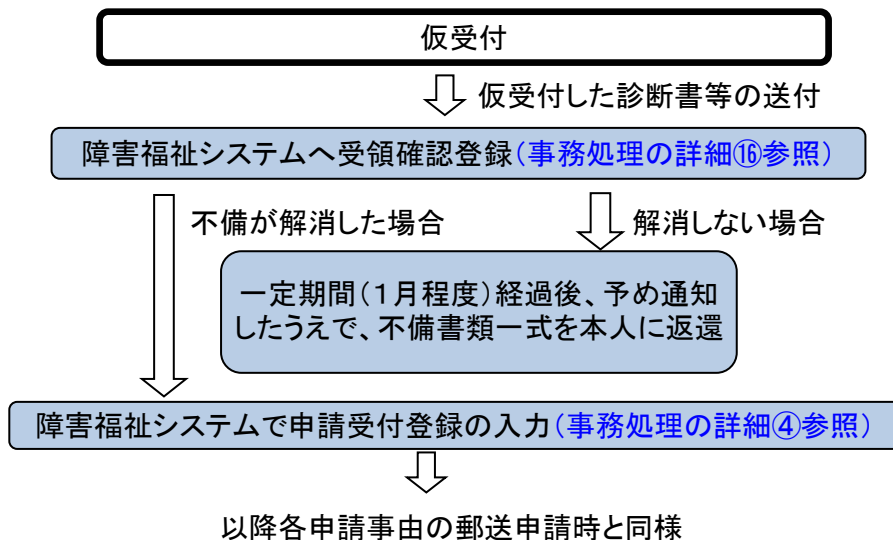 仮受付
仮受付した診断書等の送付
障害福祉システムへ受領確認登録(事務処理の詳細⑯参照)
不備が解消した場合
解消しない場合
一定期間(1月程度)経過後、予め通知
したうえで、不備書類一式を本人に返還
障害福祉システムで申請受付登録の入力(事務処理の詳細④参照)
以降各申請事由の郵送申請時と同様